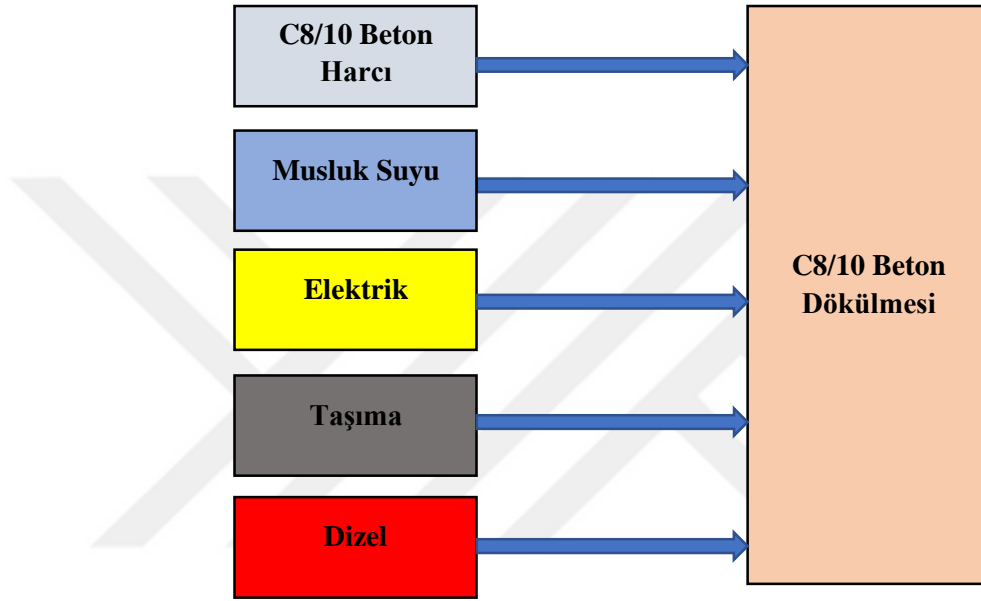 C8/10 Beton
Harcı
Musluk Suyu
Elektrik
Taşıma
Dizel
C8/10 Beton
Dökülmesi